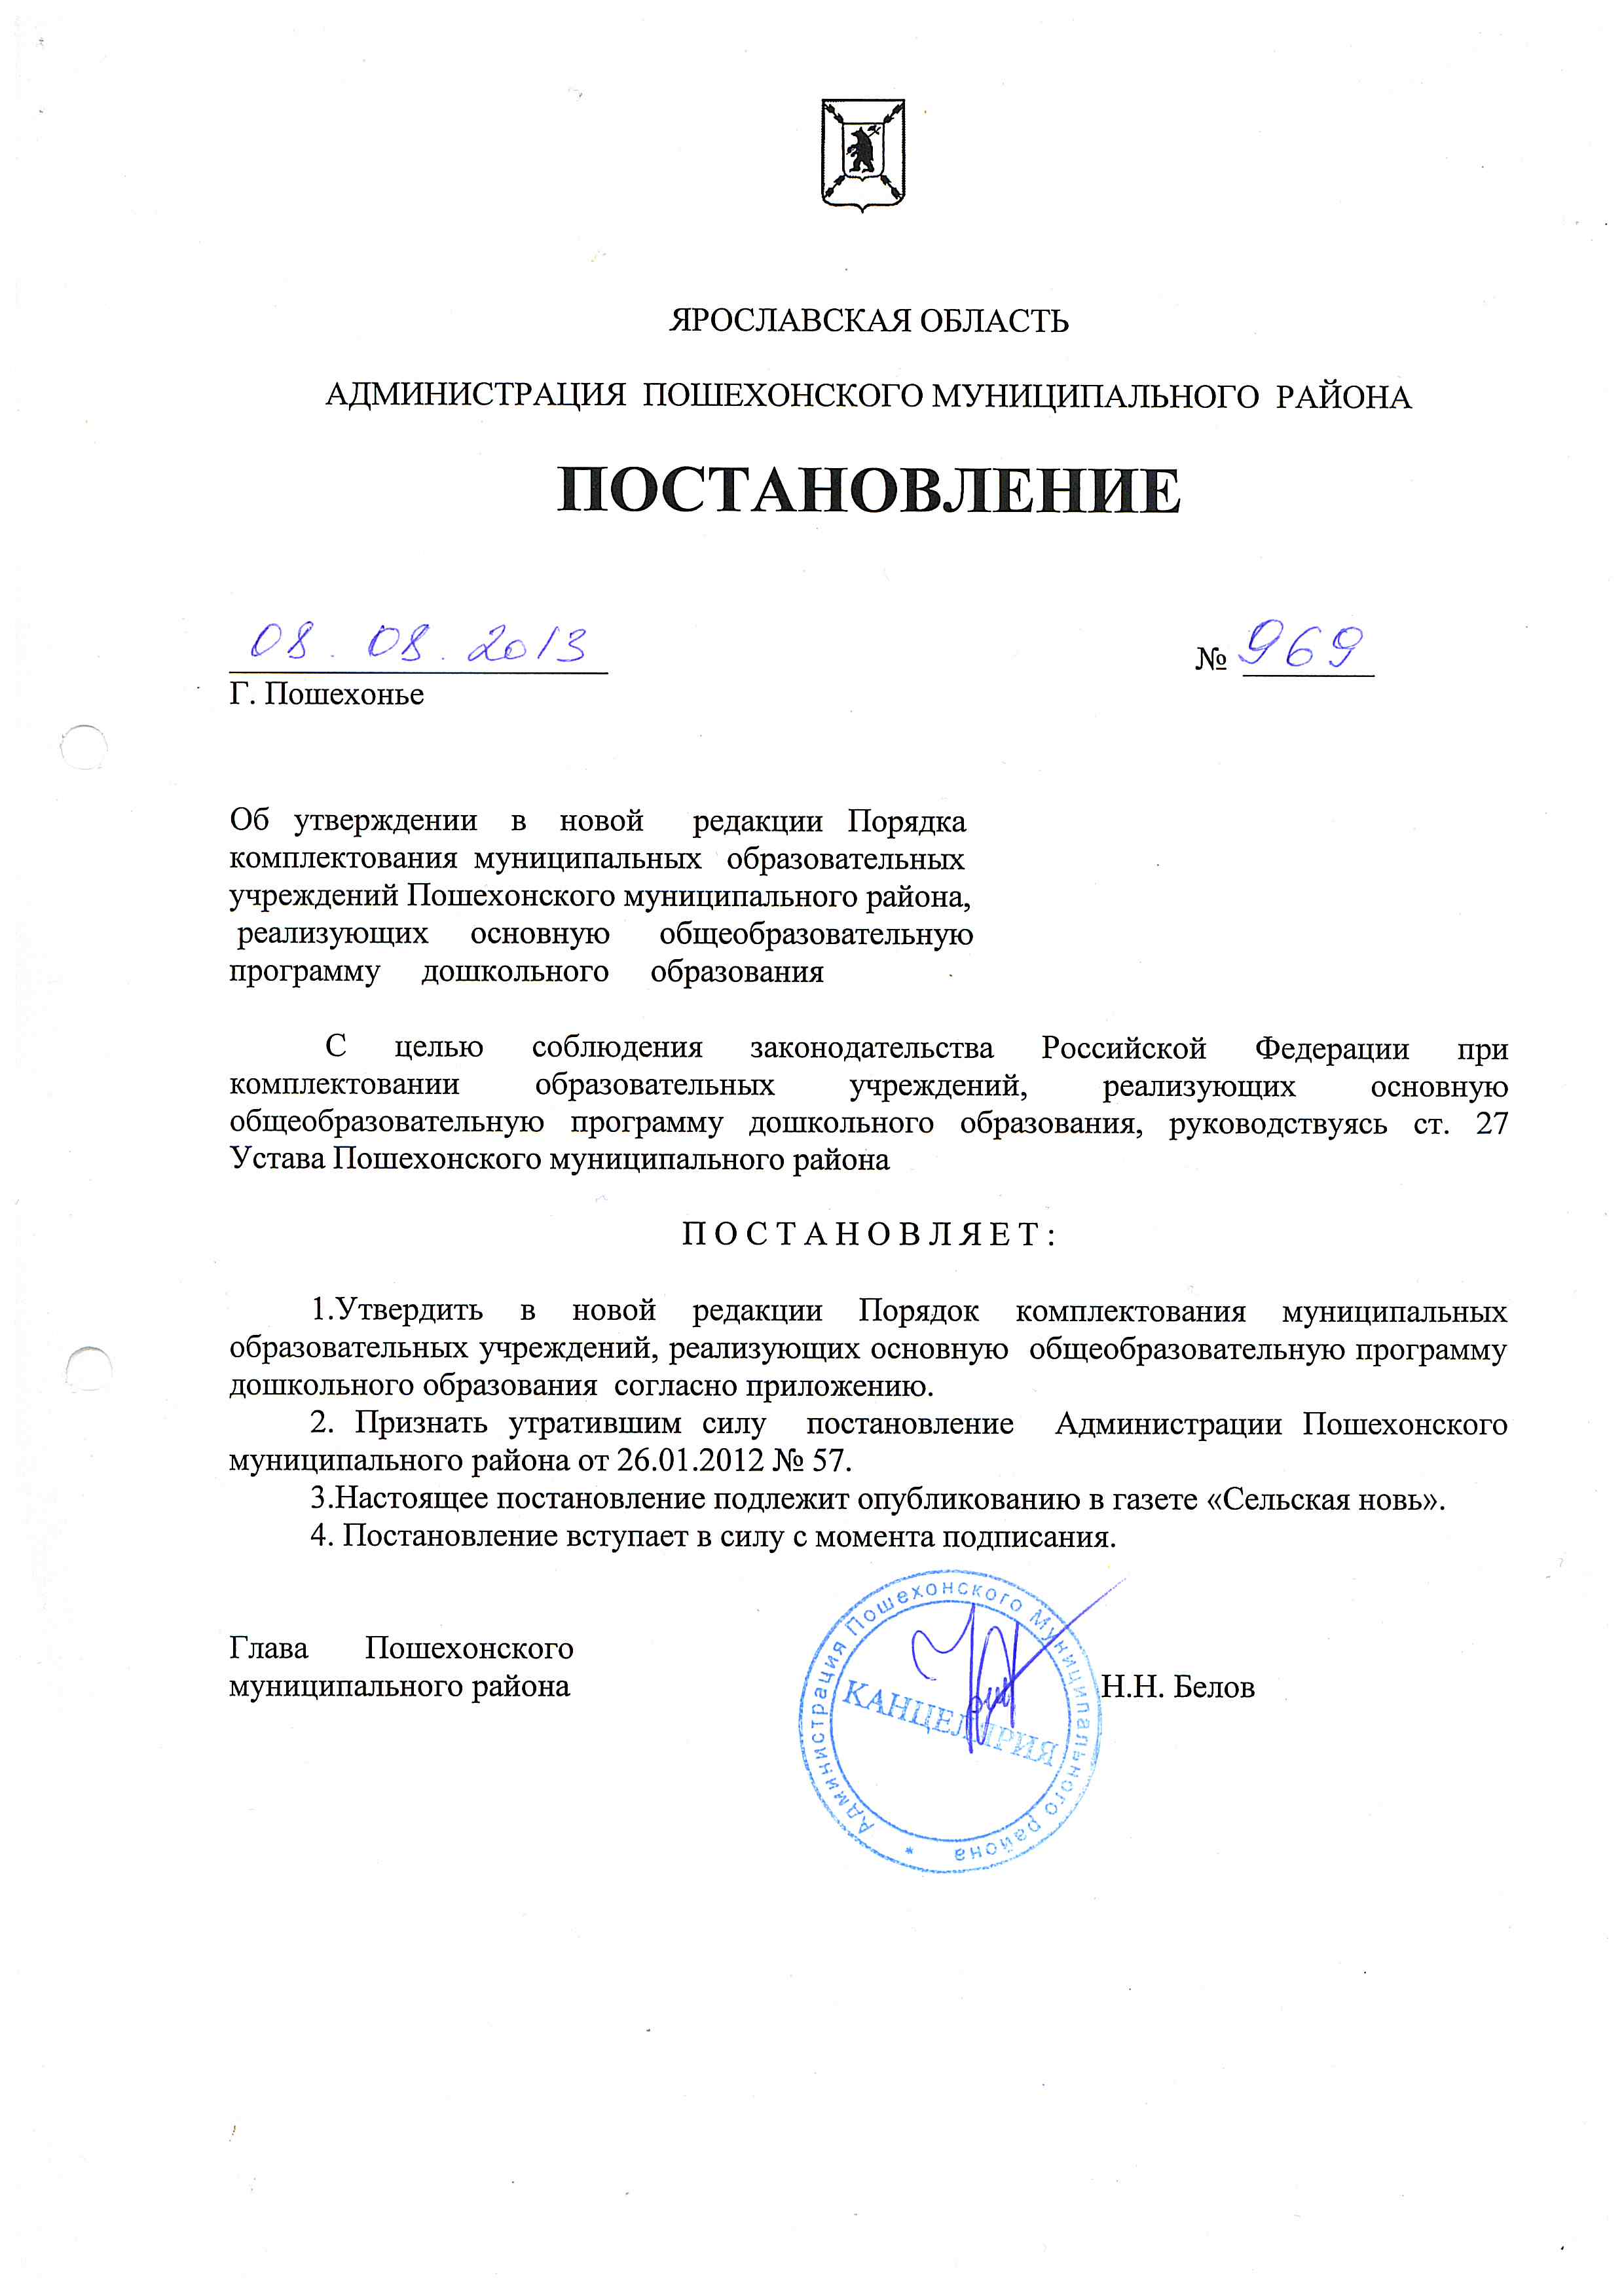 ЯРОСЛАВСКАЯ ОБЛАСТЬ
АДМИНИСТРАЦИЯ ПОШЕХОНСКОГО МУНИЦИПАЛЬНОГО РАЙОНА
ПОСТАНОВЛЕНИЕ
08.08.2013 № 969
Г. Пошехонье
Об утверждении в новой редакции Порядка
комплектования муниципальных образовательных
учреждений Пошехонского муниципального района,
реализующих основную общеобразовательную
программу дошкольного образования
С целью соблюдения законодательства Российской Федерации при
комплектовании образовательных учреждений, реализующих основную
общеобразовательную программу дошкольного образования, руководствуясь ст. 27
Устава Пошехонского муниципального района
П О С Т А Н О В Л Я Е Т :
1.Утвердить в новой редакции Порядок комплектования муниципальных
образовательных учреждений, реализующих основную общеобразовательную программу
дошкольного образования согласно приложению.
2. Признать утратившим силу постановление Администрации Пошехонского
муниципального района от 26.01.2012 № 57.
3.Настоящее постановление подлежит опубликованию в газете «Сельская новь».
4. Постановление вступает в силу с момента подписания.
Глава Пошехонского
муниципального района Н.Н. Белов
Администрация Пошехонского Муниципального района *
КАНЦЕЛЯРИЯ